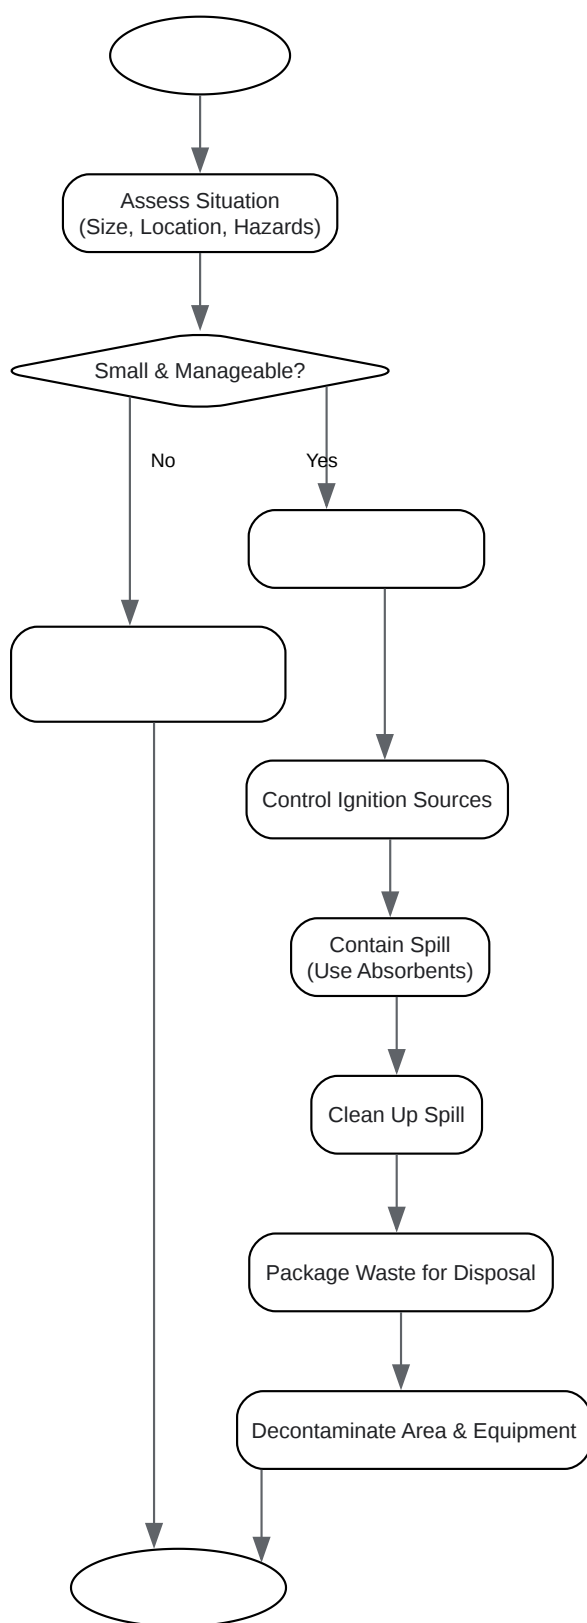 Assess Situation
(Size, Location, Hazards)
Small & Manageable?
No
Yes
Control Ignition Sources
Contain Spill
(Use Absorbents)
Clean Up Spill
Package Waste for Disposal
Decontaminate Area & Equipment